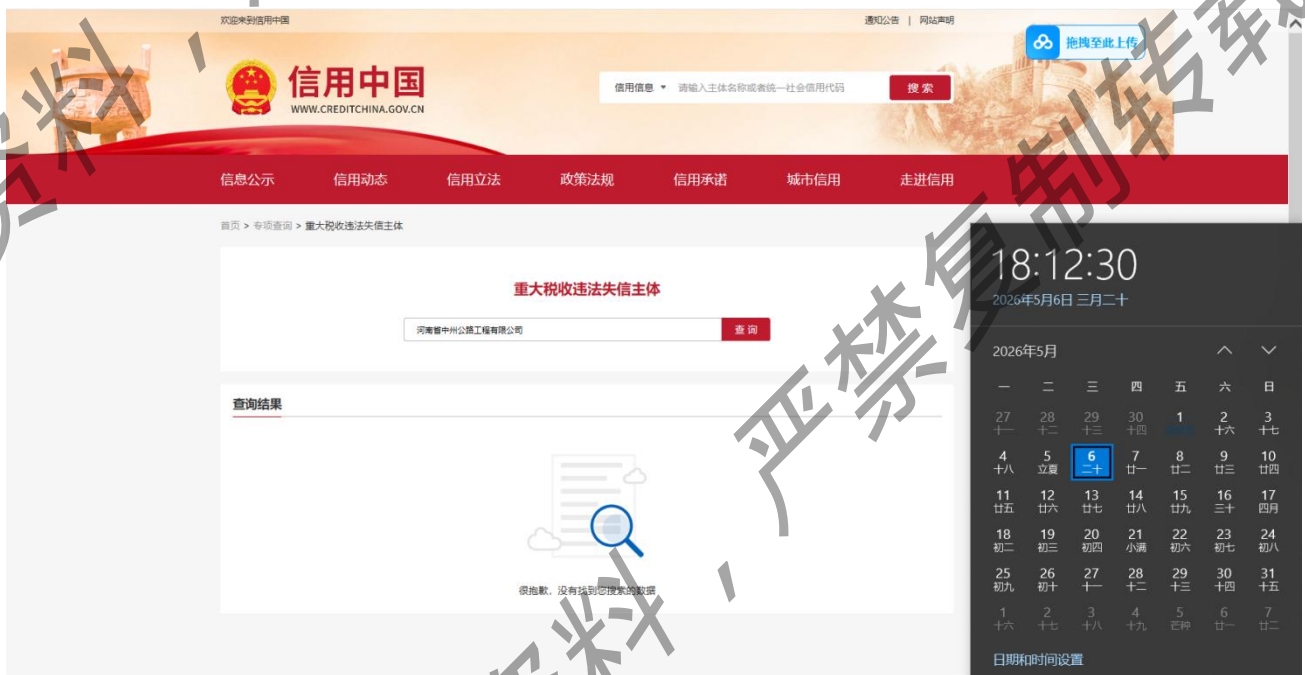 欢迎来到信用中国
通知公告 | 网站声明
拖拽至此上传
信用中国
WWW.CREDITCHINA.GOV.CN
信用信息 请输入主体名称或者统一社会信用代码 搜索
信息公示 信用动态 信用立法 政策法规 信用承诺 城市信用 走进信用
首页 > 专项查询 > 重大税收违法失信主体
重大税收违法失信主体
河南省中州公路工程有限公司 查询
查询结果
很抱歉，没有找到您搜索的数据
18:12:30
2026年5月6日 三月二十
2026年5月
一 二 三 四 五 六 日
27 28 29 30 1 2 3
十一 十二 十三 十四 十六 十七
4 5 6 7 8 9 10
十八 立夏 二十 廿一 廿二 廿三 廿四
11 12 13 14 15 16 17
廿五 廿六 廿七 廿八 廿九 三十 四月
18 19 20 21 22 23 24
初二 初三 初四 小满 初六 初七 初八
25 26 27 28 29 30 31
初九 初十 十一 十二 十三 十四 十五
1 2 3 4 5 6 7
十六 十七 十八 十九 芒种 廿一 廿二
日期和时间设置
资料，严禁复制转载
资料，